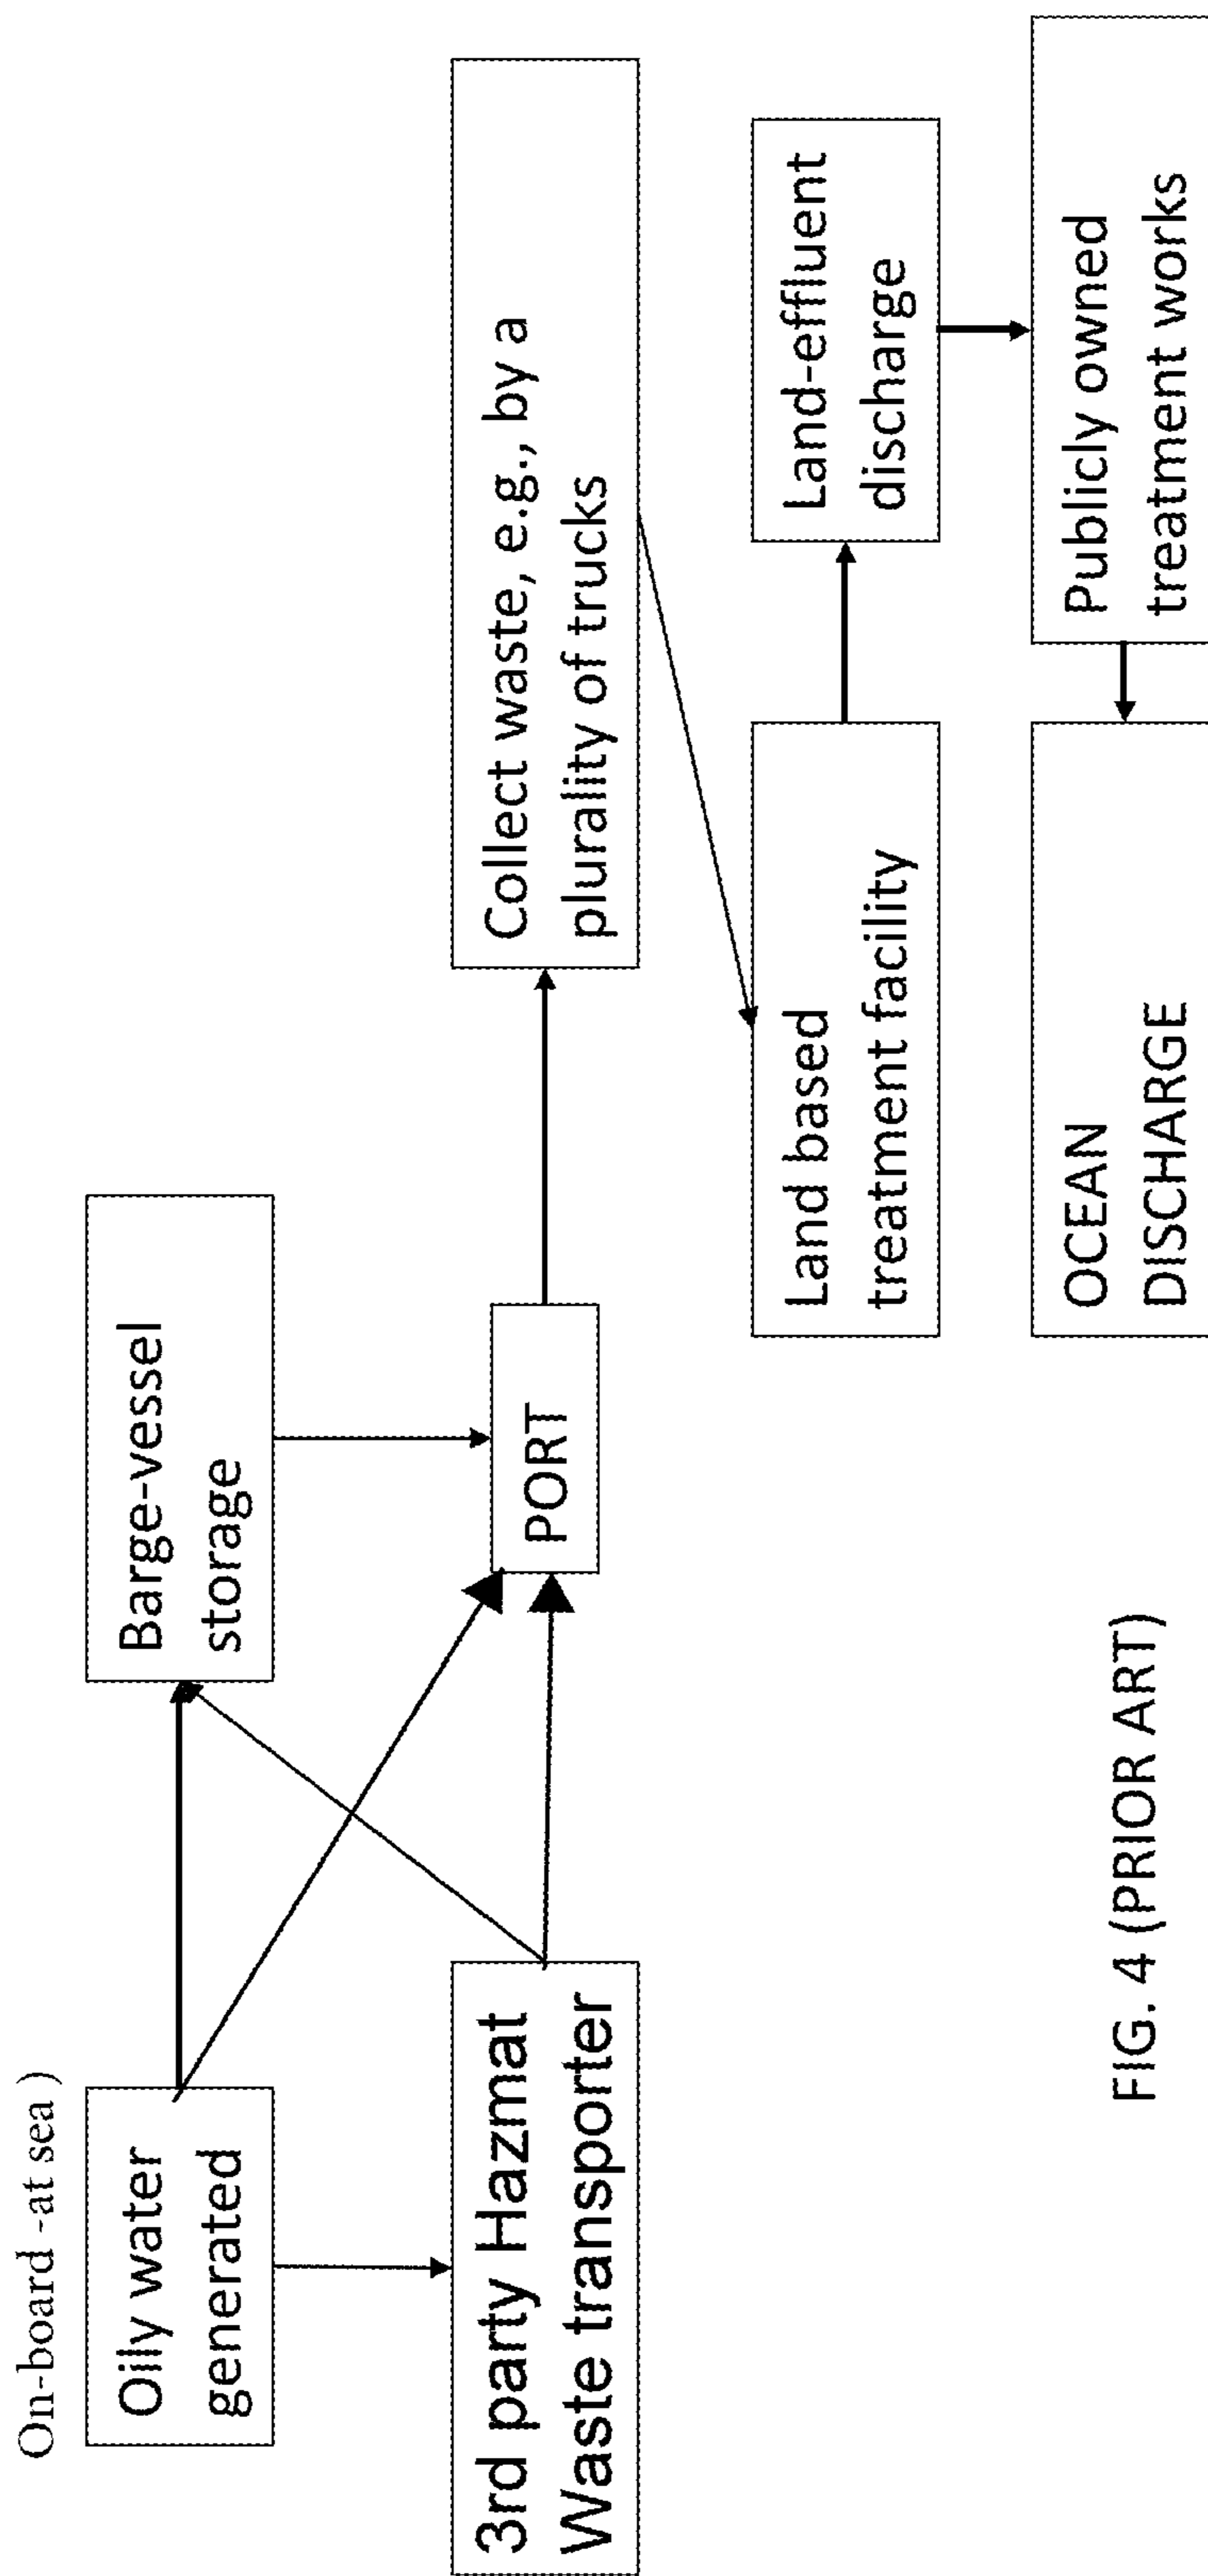 On-board -at sea )
Oily water
generated
Barge-vessel
storage
3rd party Hazmat
Waste transporter
PORT
Collect waste, e.g., by a
plurality of trucks
Land based
treatment facility
Land-effluent
discharge
OCEAN
DISCHARGE
Publicly owned
treatment works
FIG. 4 (PRIOR ART)